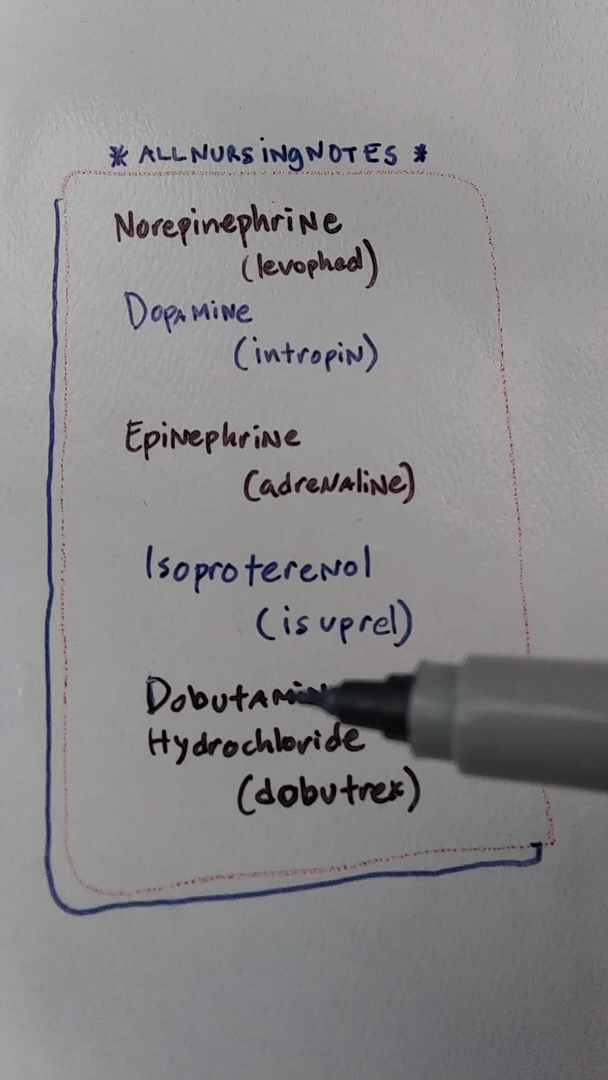 * ALLNURSINGNOTES *
Norepinephrine
(levophed)
Dopamine
(intropin)
Epinephrine
(adrenaline)
Isoproterenol
(isuprel)
Hydrochloride
(dobutrex)